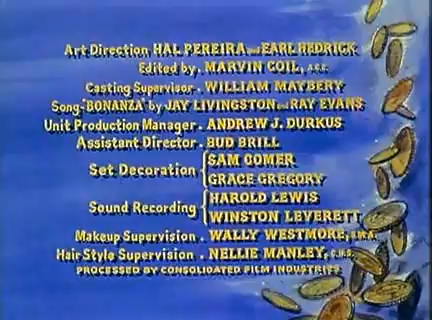 Art Direction HAL PEREIRA and EARL HEDRICK
Edited by . MARVIN COIL, A.C.E.
Casting Supervisor . WILLIAM MAYBERY
Song-"BONANZA" by JAY LIVINGSTON and RAY EVANS
Unit Production Manager . ANDREW J. DURKUS
Assistant Director . BUD BRILL
Set Decoration { SAM COMER
GRACE GREGORY
Sound Recording { HAROLD LEWIS
WINSTON LEVERETT
Makeup Supervision . WALLY WESTMORE, S.M.A.
Hair Style Supervision . NELLIE MANLEY, C.H.S.
PROCESSED BY CONSOLIDATED FILM INDUSTRIES